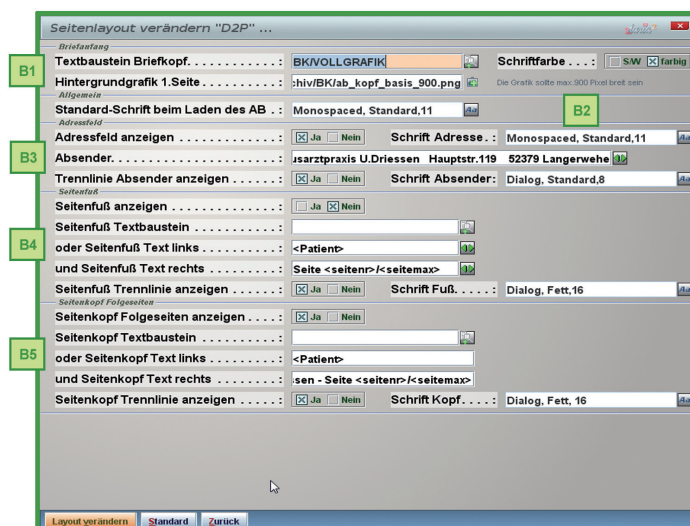 Seitenlayout verändern "D2P" ...
Briefanfang
B1
Textbaustein Briefkopf. . . . . . . . . . . . : BK/VOLLGRAFIK Schriftfarbe . . . : S/W farbig
Hintergrundgrafik 1.Seite . . . . . . . . . : chiv/BK/ab_kopf_basis_900.png Die Grafik sollte max.900 Pixel breit sein
Allgemein
B2
Standard-Schrift beim Laden des AB . : Monospaced, Standard,11 Aa
Adressfeld
Adressfeld anzeigen . . . . . . . . . . . . : Ja Nein Schrift Adresse. : Monospaced, Standard,11 Aa
B3
Absender. . . . . . . . . . . . . . . . . . . . . : usarztpraxis U.Driessen Hauptstr.119 52379 Langerwehe
Trennlinie Absender anzeigen . . . . . : Ja Nein Schrift Absender: Dialog, Standard,8 Aa
Seitenfuß
Seitenfuß anzeigen . . . . . . . . . . . . . : Ja Nein
Seitenfuß Textbaustein . . . . . . . . . . :
B4
oder Seitenfuß Text links . . . . . . . . . : <Patient>
und Seitenfuß Text rechts . . . . . . . . : Seite <seitenr>/<seitemax>
Seitenfuß Trennlinie anzeigen . . . . . : Ja Nein Schrift Fuß. . . . . : Dialog, Fett,16 Aa
Seitenkopf Folgeseiten
Seitenkopf Folgeseiten anzeigen . . . . : Ja Nein
Seitenkopf Textbaustein . . . . . . . . . :
B5
oder Seitenkopf Text links . . . . . . . . : <Patient>
und Seitenkopf Text rechts . . . . . . . : sen - Seite <seitenr>/<seitemax>
Seitenkopf Trennlinie anzeigen . . . . . : Ja Nein Schrift Kopf. . . . : Dialog, Fett, 16 Aa
Layout verändern Standard Zurück